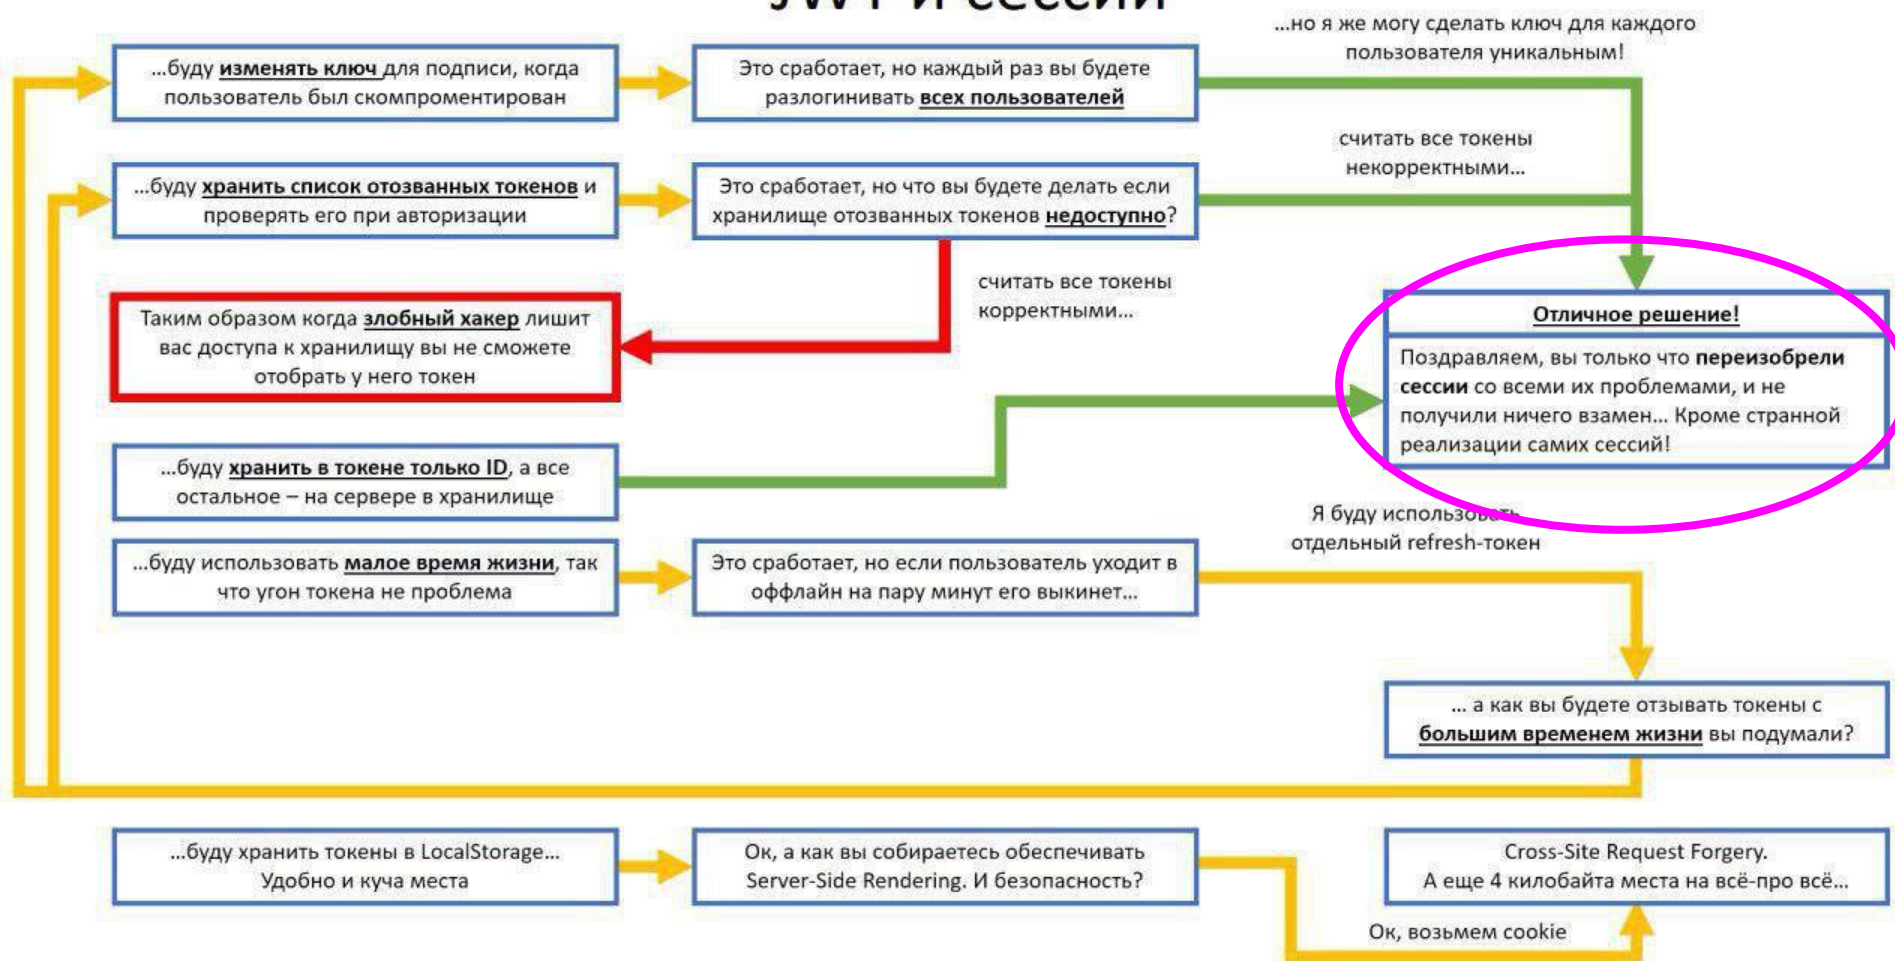 JWT и сессии
...но я же могу сделать ключ для каждого
пользователя уникальным!
...буду изменять ключ для подписи, когда
пользователь был скомпроментирован
Это сработает, но каждый раз вы будете
разлогинивать всех пользователей
считать все токены
некорректными...
...буду хранить список отозванных токенов и
проверять его при авторизации
Это сработает, но что вы будете делать если
хранилище отозванных токенов недоступно?
считать все токены
корректными...
Таким образом когда злобный хакер лишит
вас доступа к хранилищу вы не сможете
отобрать у него токен
Отличное решение!
Поздравляем, вы только что переизобрели
сессии со всеми их проблемами, и не
получили ничего взамен... Кроме странной
реализации самих сессий!
...буду хранить в токене только ID, а все
остальное – на сервере в хранилище
Я буду использовать
отдельный refresh-токен
...буду использовать малое время жизни, так
что угон токена не проблема
Это сработает, но если пользователь уходит в
оффлайн на пару минут его выкинет...
... а как вы будете отзывать токены с
большим временем жизни вы подумали?
...буду хранить токены в LocalStorage...
Удобно и куча места
Ок, а как вы собираетесь обеспечивать
Server-Side Rendering. И безопасность?
Cross-Site Request Forgery.
А еще 4 килобайта места на всё-про всё...
Ок, возьмем cookie